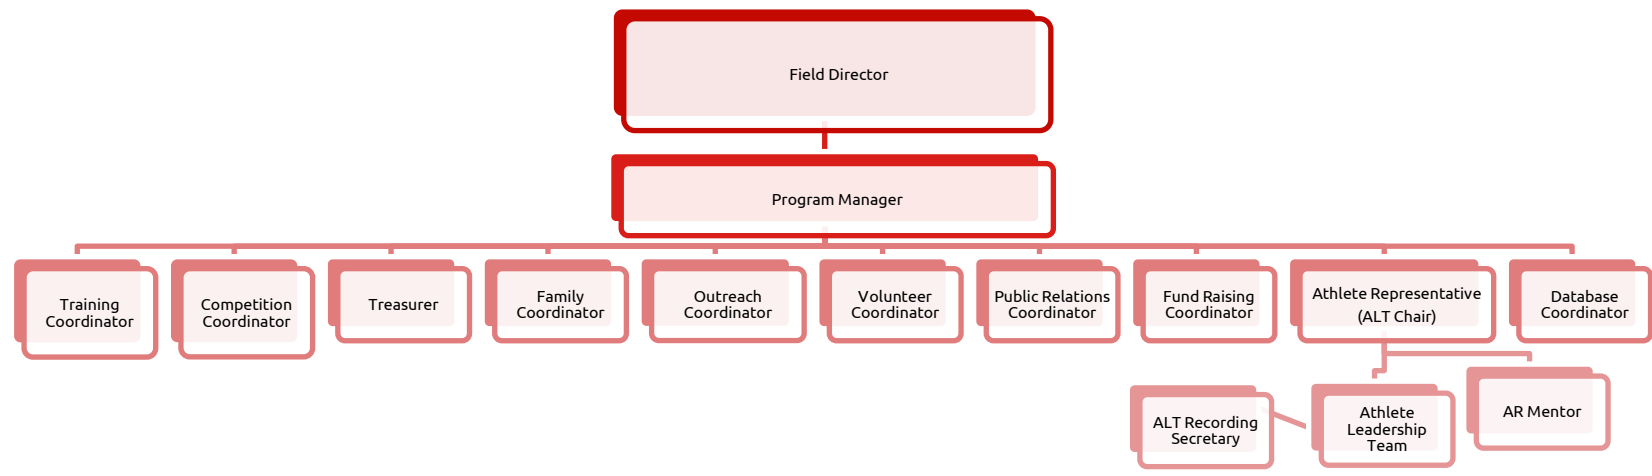 Field Director
Program Manager
Training
Coordinator
Competition
Coordinator
Treasurer
Family
Coordinator
Outreach
Coordinator
Volunteer
Coordinator
Public Relations
Coordinator
Fund Raising
Coordinator
Athlete Representative
(ALT Chair)
Database
Coordinator
ALT Recording
Secretary
Athlete
Leadership
Team
AR Mentor